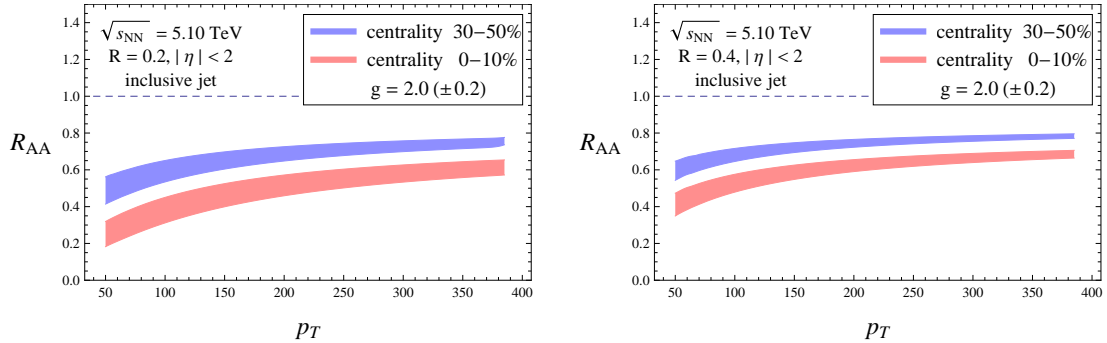 √s_NN = 5.10 TeV
R = 0.2, | η | < 2
inclusive jet
centrality 30−50%
centrality 0−10%
g = 2.0 (± 0.2)
R_AA
1.4
1.2
1.0
0.8
0.6
0.4
0.2
0.0
50 100 150 200 250 300 350 400
p_T
√s_NN = 5.10 TeV
R = 0.4, | η | < 2
inclusive jet
centrality 30−50%
centrality 0−10%
g = 2.0 (± 0.2)
R_AA
1.4
1.2
1.0
0.8
0.6
0.4
0.2
0.0
50 100 150 200 250 300 350 400
p_T